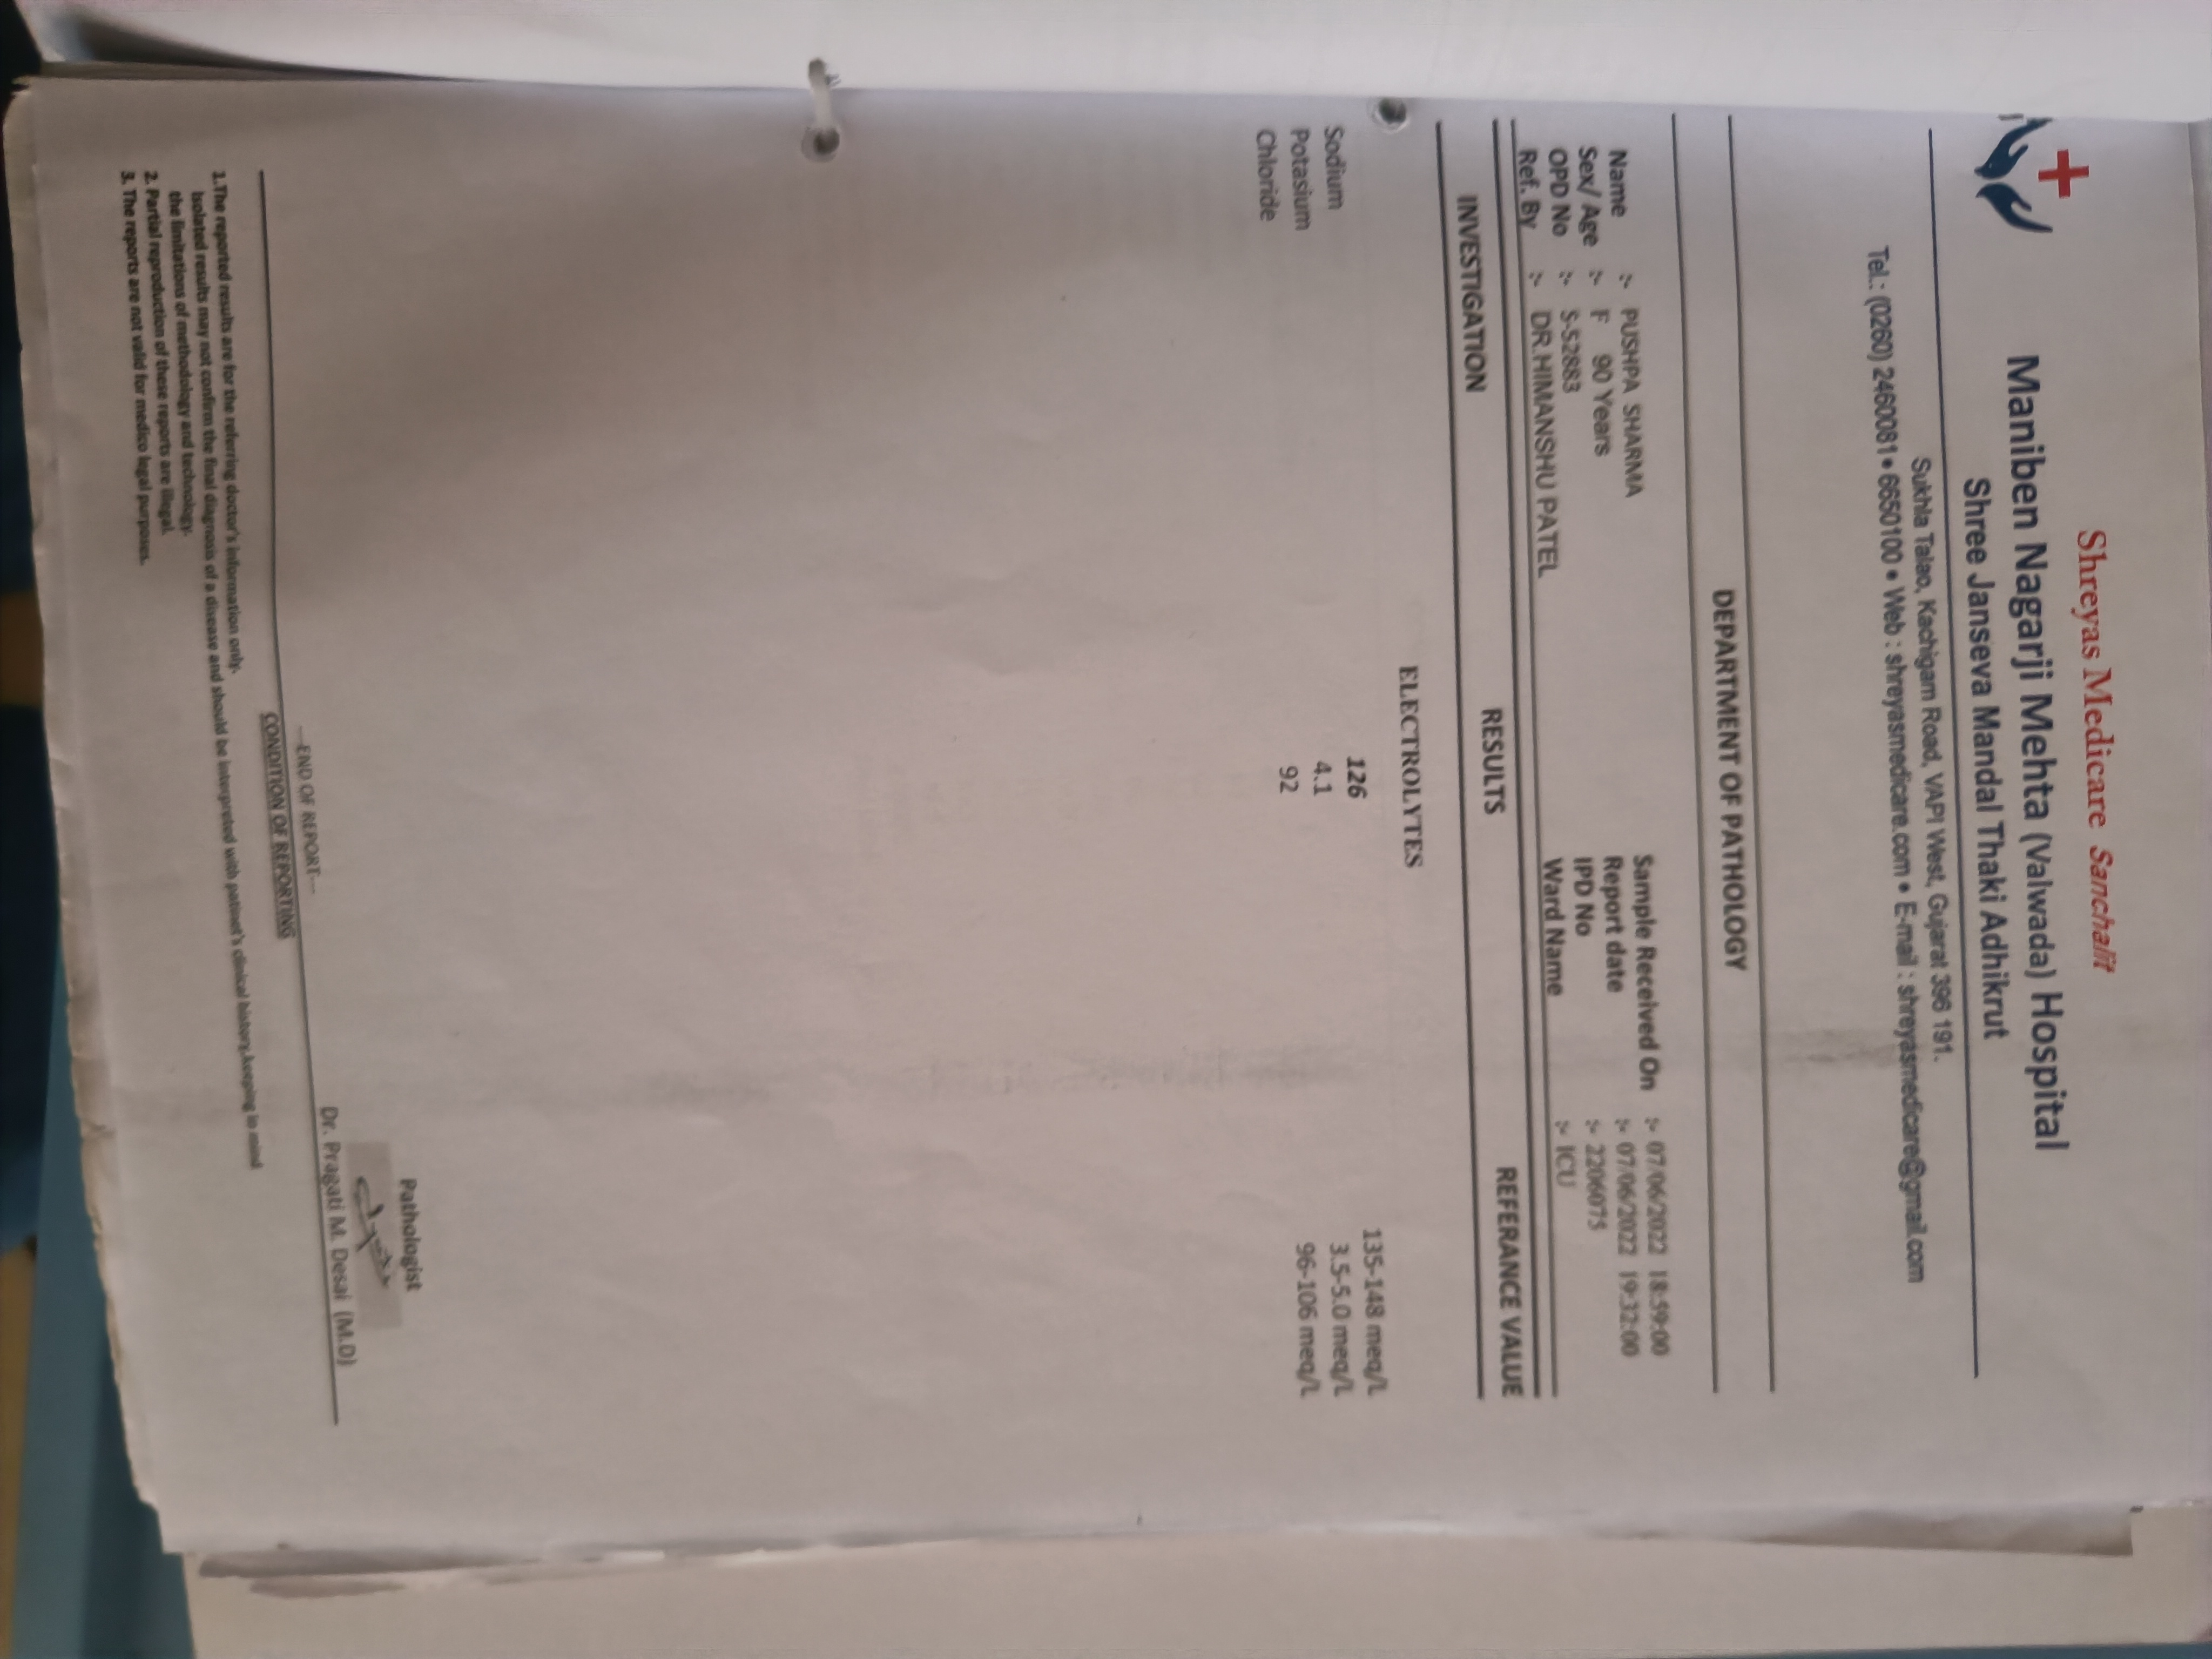 Shreyas Medicare Sanchalit
Maniben Nagarji Mehta (Valwada) Hospital
Shree Janseva Mandal Thaki Adhikrut
Sukhla Talao, Kachigam Road, VAPI West, Gujarat 396 191.
Tel.: (0260) 2460081 • 6650100 • Web : shreyasmedicare.com • E-mail : shreyasmedicare@gmail.com
DEPARTMENT OF PATHOLOGY
Name :- PUSHPA SHARMA Sample Received On :- 07/06/2022 18:59:00
Sex/ Age :- F 90 Years Report date :- 07/06/2022 19:32:00
OPD No :- S-52883 IPD No :- 2206075
Ref. By :- DR.HIMANSHU PATEL Ward Name :- ICU
INVESTIGATION RESULTS REFERANCE VALUE
ELECTROLYTES
Sodium 126 135-148 meq/L
Potasium 4.1 3.5-5.0 meq/L
Chloride 92 96-106 meq/L
Pathologist
Dr. Pragati M. Desai (M.D)
---END OF REPORT---
CONDITION OF REPORTING
1.The reported results are for the referring doctor's information only.
Isolated results may not confirm the final diagnosis of a disease and should be interpreted with patinet's clinical history,keeping in mind
the limitations of methodology and technology.
2. Partial reproduction of these reports are illegal.
3. The reports are not valid for medico legal purposes.